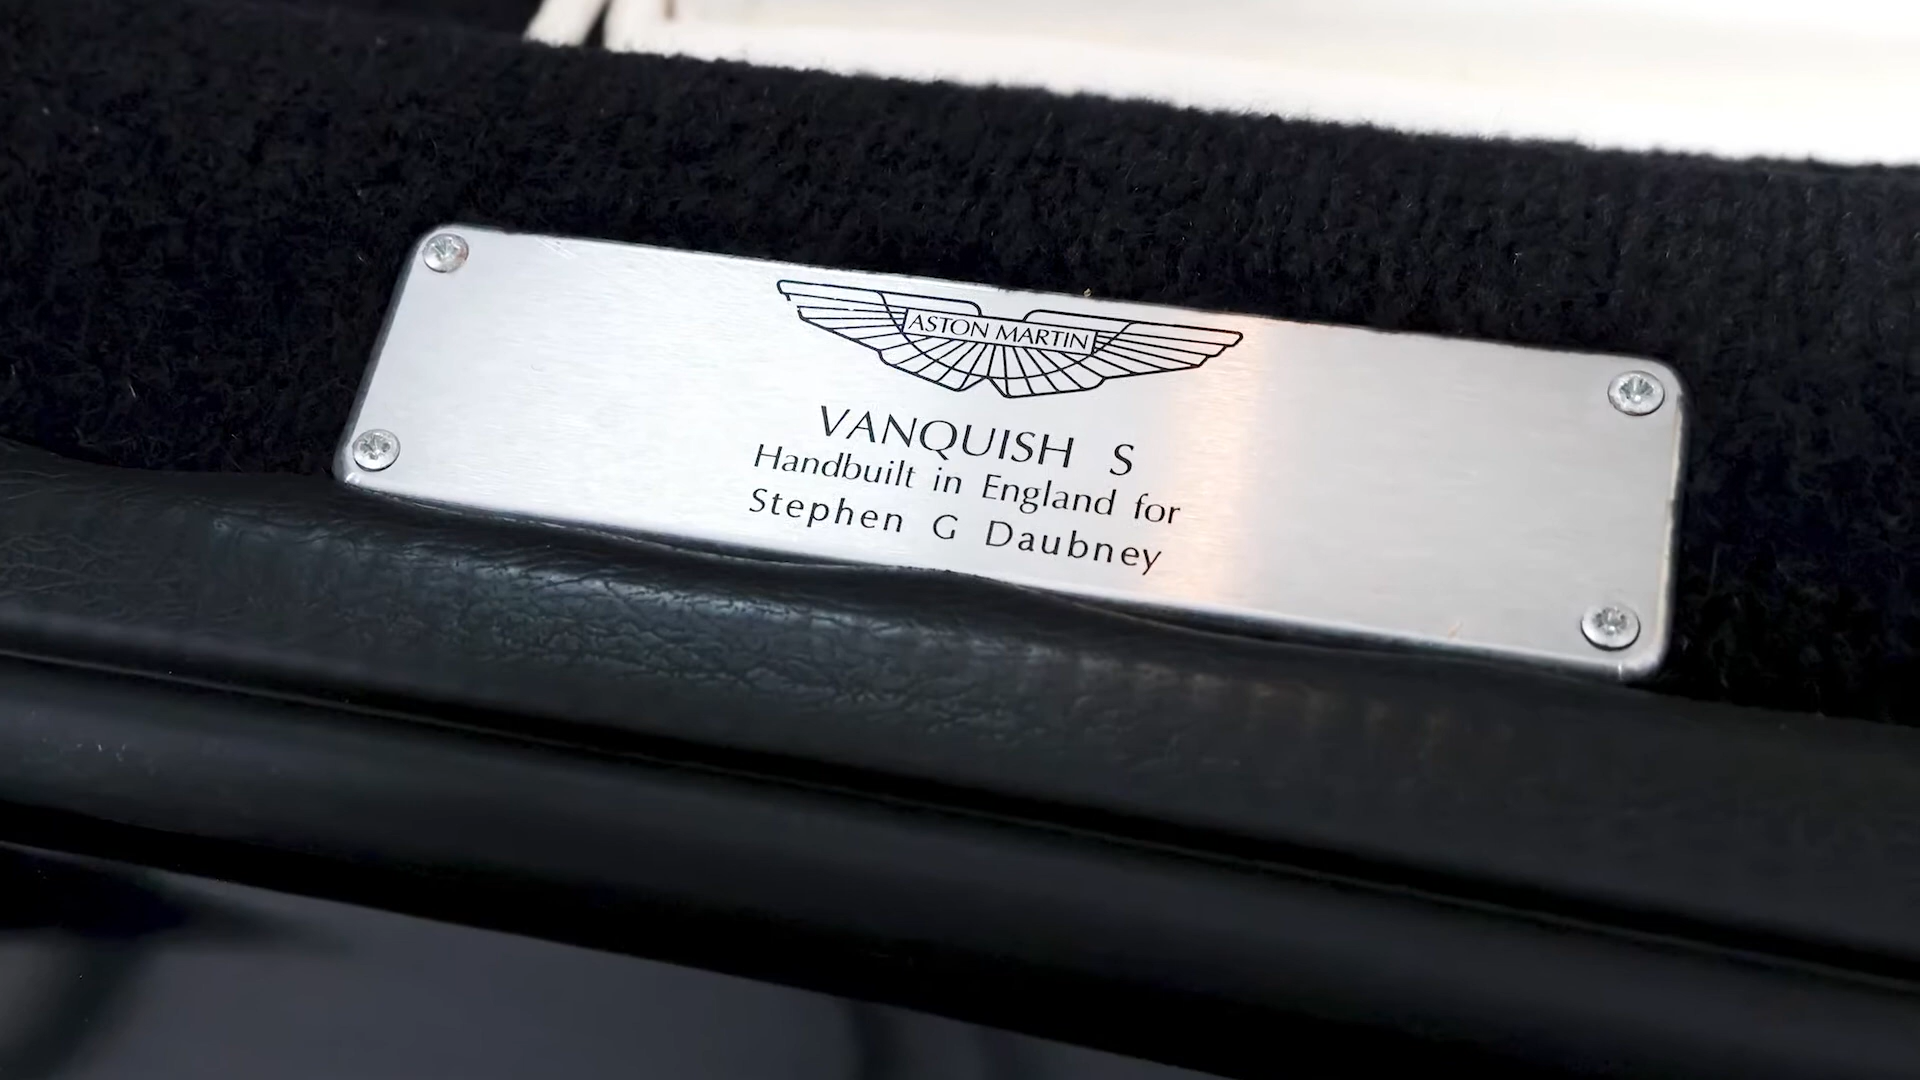 ASTON MARTIN
VANQUISH S
Handbuilt in England for
Stephen G Daubney